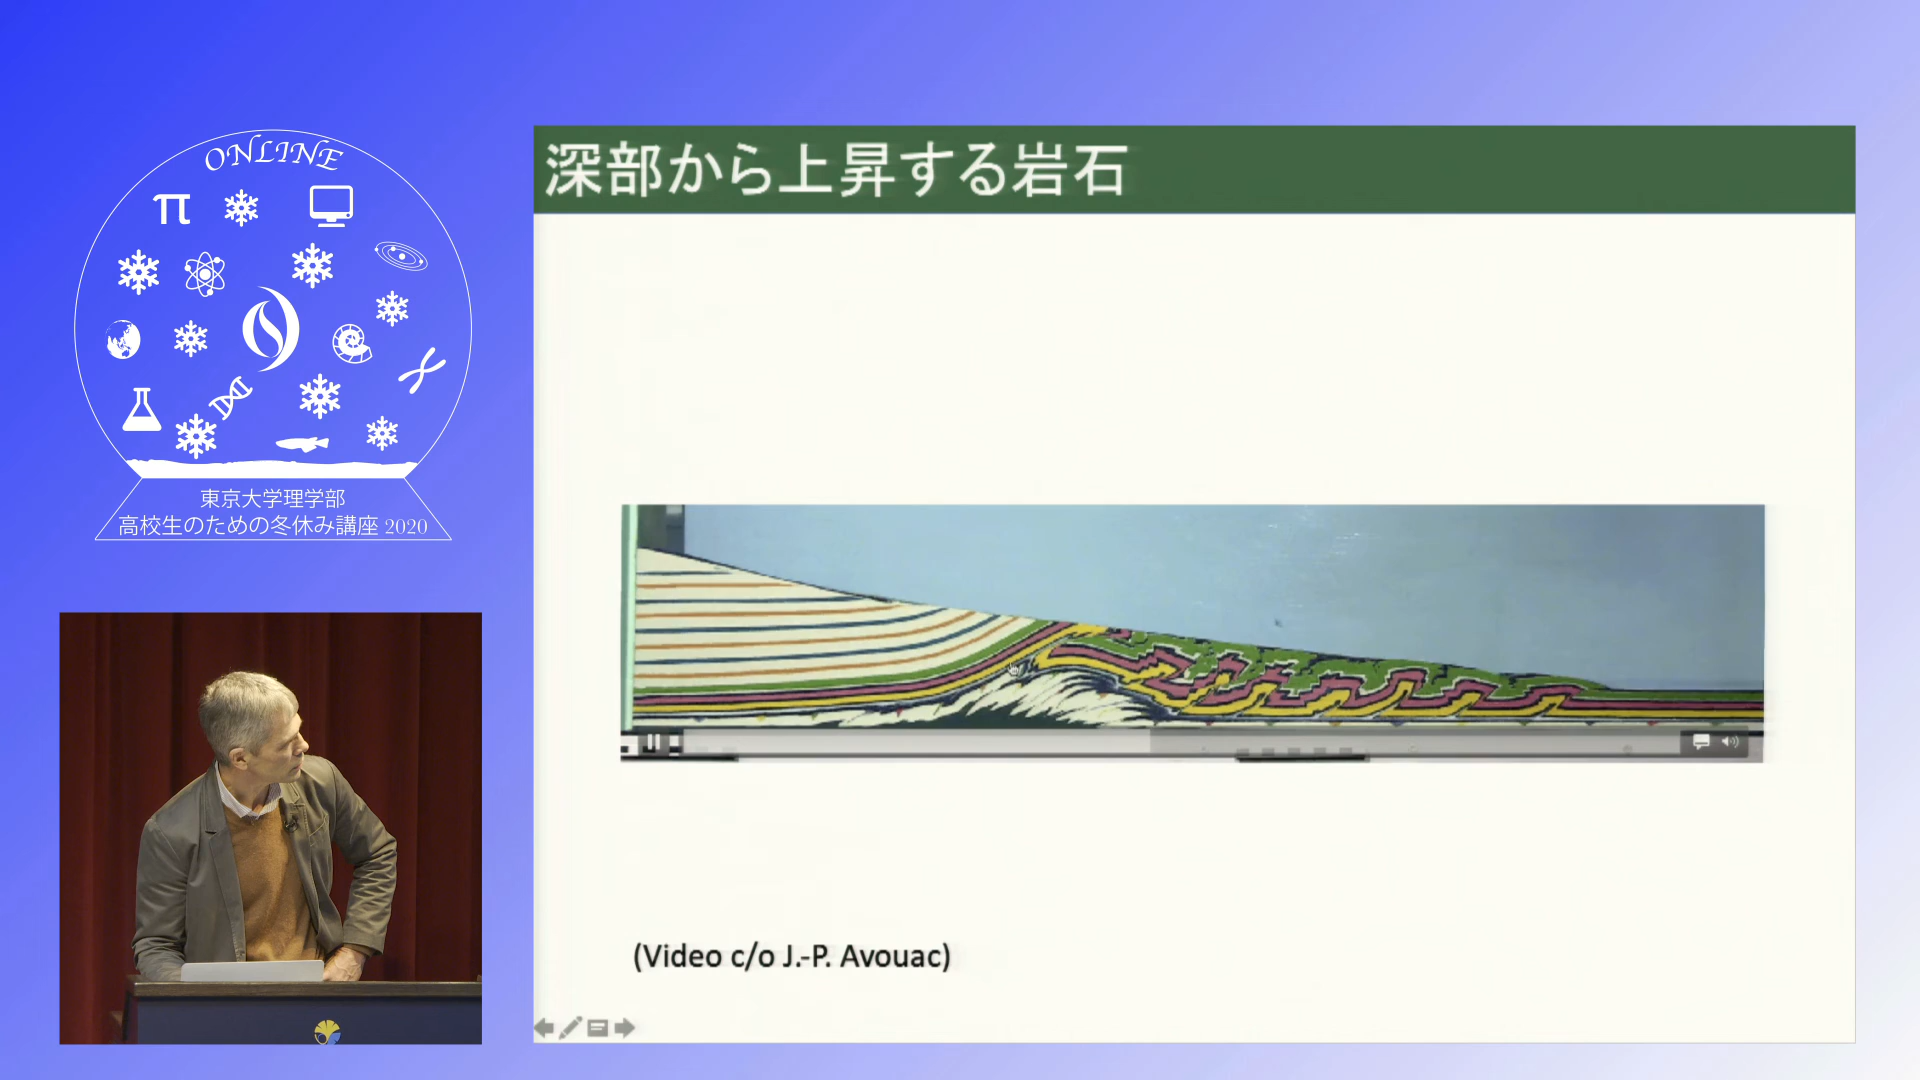 ONLINE
π
東京大学理学部
高校生のための冬休み講座 2020
深部から上昇する岩石
(Video c/o J.-P. Avouac)